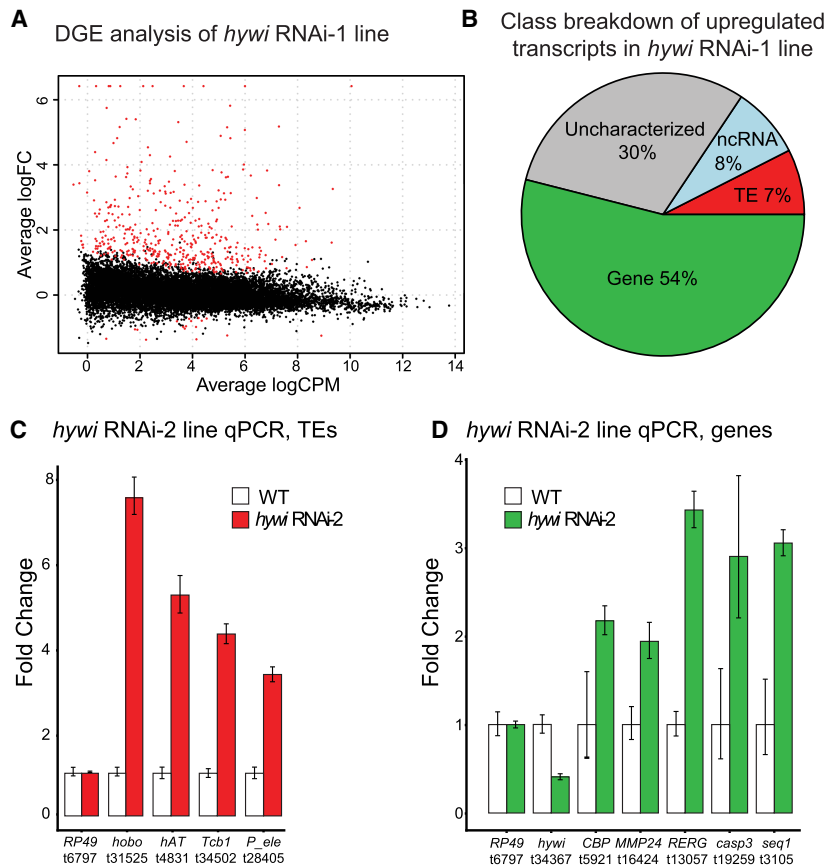 A
DGE analysis of hywi RNAi-1 line
Average logFC
6
4
2
0
0 2 4 6 8 10 12 14
Average logCPM
B
Class breakdown of upregulated
transcripts in hywi RNAi-1 line
Uncharacterized
30%
ncRNA
8%
TE 7%
Gene 54%
C
hywi RNAi-2 line qPCR, TEs
Fold Change
8
6
4
2
0
WT
hywi RNAi-2
RP49 hobo hAT Tcb1 P_ele
t6797 t31525 t4831 t34502 t28405
D
hywi RNAi-2 line qPCR, genes
Fold Change
4
3
2
1
0
WT
hywi RNAi-2
RP49 hywi CBP MMP24 RERG casp3 seq1
t6797 t34367 t5921 t16424 t13057 t19259 t3105